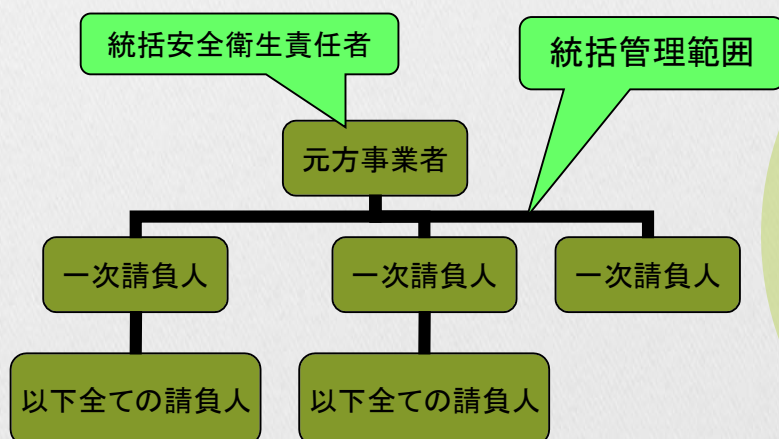 統括安全衛生責任者
統括管理範囲
元方事業者
一次請負人
一次請負人
一次請負人
以下全ての請負人
以下全ての請負人